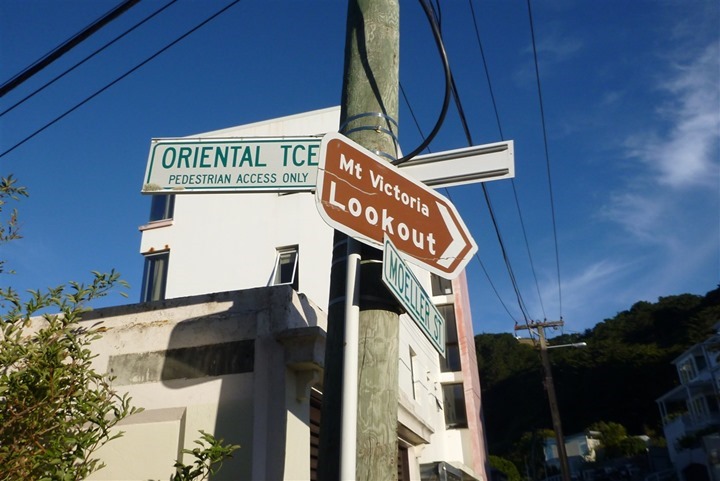 ORIENTAL TCE
PEDESTRIAN ACCESS ONLY
Mt Victoria
Lookout
MOELLER ST